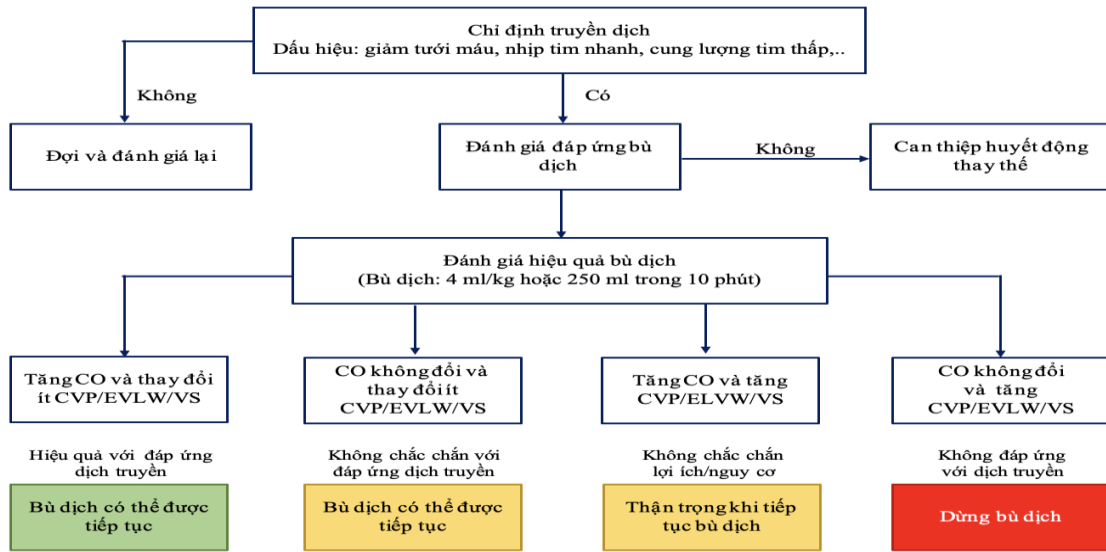 Chỉ định truyền dịch
Dấu hiệu: giảm tưới máu, nhịp tim nhanh, cung lượng tim thấp,..
Không
Có
Đợi và đánh giá lại
Đánh giá đáp ứng bù
dịch
Không
Can thiệp huyết động
thay thế
Đánh giá hiệu quả bù dịch
(Bù dịch: 4 ml/kg hoặc 250 ml trong 10 phút)
Tăng CO và thay đổi
ít CVP/EVLW/VS
CO không đổi và
thay đổi ít
CVP/EVLW/VS
Tăng CO và tăng
CVP/ELVW/VS
CO không đổi
và tăng
CVP/EVLW/VS
Hiệu quả với đáp ứng
dịch truyền
Không chắc chắn với
đáp ứng dịch truyền
Không chắc chắn
lợi ích/nguy cơ
Không đáp ứng
với dịch truyền
Bù dịch có thể được
tiếp tục
Bù dịch có thể được
tiếp tục
Thận trọng khi tiếp
tục bù dịch
Dừng bù dịch